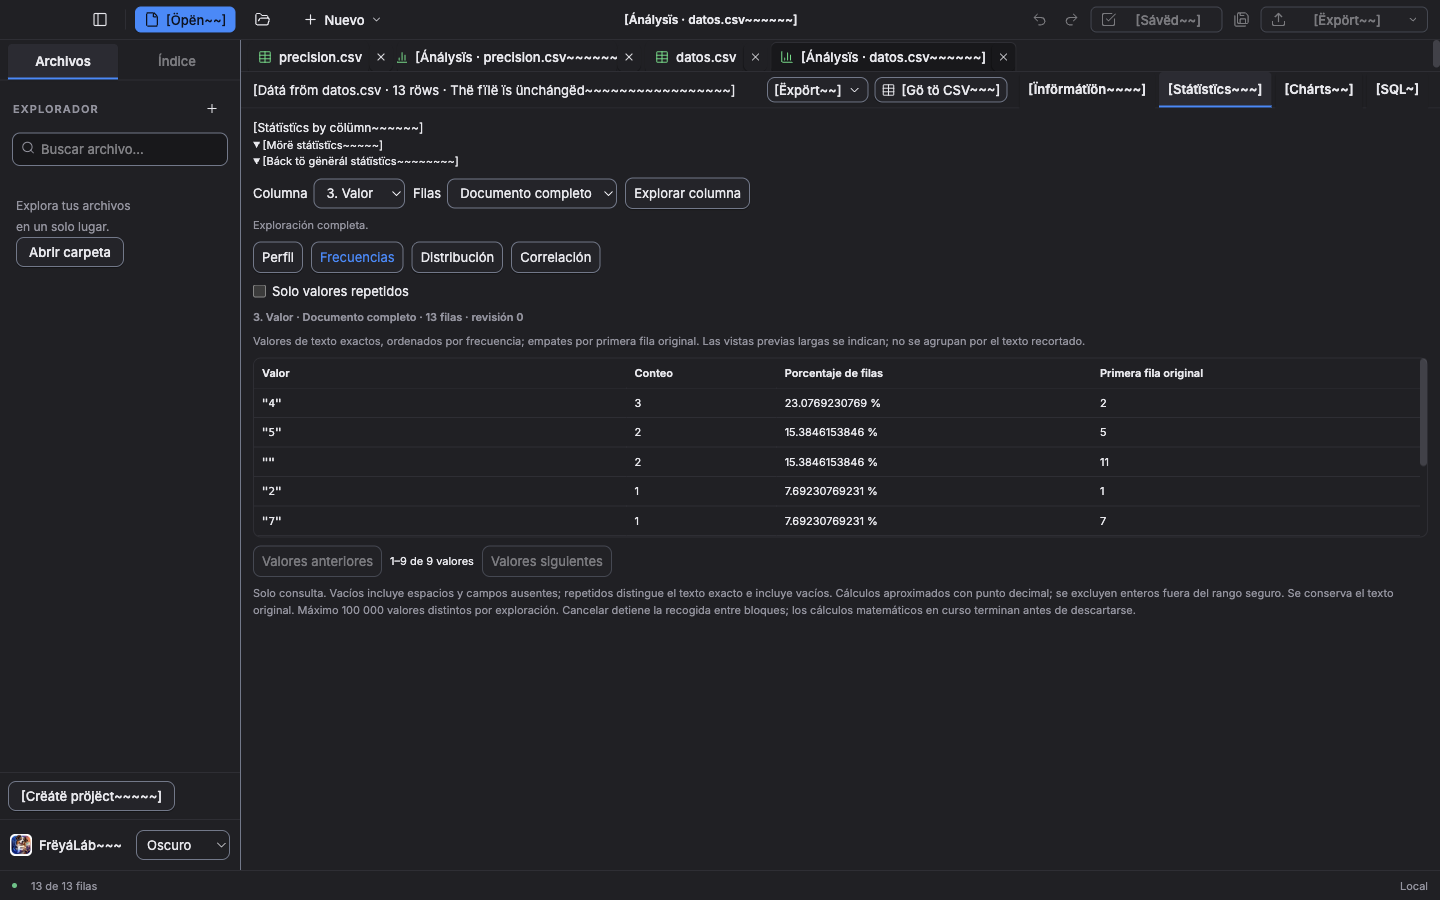 [Öpën~~]
Nuevo
[Ánálysïs · datos.csv~~~~~~]
[Sávëd~~]
[Ëxpört~~]
Archivos
Índice
precision.csv
[Ánálysïs · precision.csv~~~~~~
datos.csv
[Ánálysïs · datos.csv~~~~~~]
EXPLORADOR
Buscar archivo...
Explora tus archivos
en un solo lugar.
Abrir carpeta
[Dátá fröm datos.csv · 13 röws · Thë fïlë ïs ünchángëd~~~~~~~~~~~~~~~~~]
[Ëxpört~~]
[Gö tö CSV~~~]
[Ïnförmátïön~~~~]
[Státïstïcs~~~]
[Chárts~~]
[SQL~]
[Státïstïcs by cölümn~~~~~~]
[Mörë státïstïcs~~~~~]
[Báck tö gënërál státïstïcs~~~~~~~~]
Columna
3. Valor
Filas
Documento completo
Explorar columna
Exploración completa.
Perfil
Frecuencias
Distribución
Correlación
Solo valores repetidos
3. Valor · Documento completo · 13 filas · revisión 0
Valores de texto exactos, ordenados por frecuencia; empates por primera fila original. Las vistas previas largas se indican; no se agrupan por el texto recortado.
Valor Conteo Porcentaje de filas Primera fila original
"4" 3 23.0769230769 % 2
"5" 2 15.3846153846 % 5
"" 2 15.3846153846 % 11
"2" 1 7.69230769231 % 1
"7" 1 7.69230769231 % 7
Valores anteriores
1–9 de 9 valores
Valores siguientes
Solo consulta. Vacíos incluye espacios y campos ausentes; repetidos distingue el texto exacto e incluye vacíos. Cálculos aproximados con punto decimal; se excluyen enteros fuera del rango seguro. Se conserva el texto
original. Máximo 100 000 valores distintos por exploración. Cancelar detiene la recogida entre bloques; los cálculos matemáticos en curso terminan antes de descartarse.
[Crëátë pröjëct~~~~~]
FrëyáLáb~~~
Oscuro
13 de 13 filas
Local